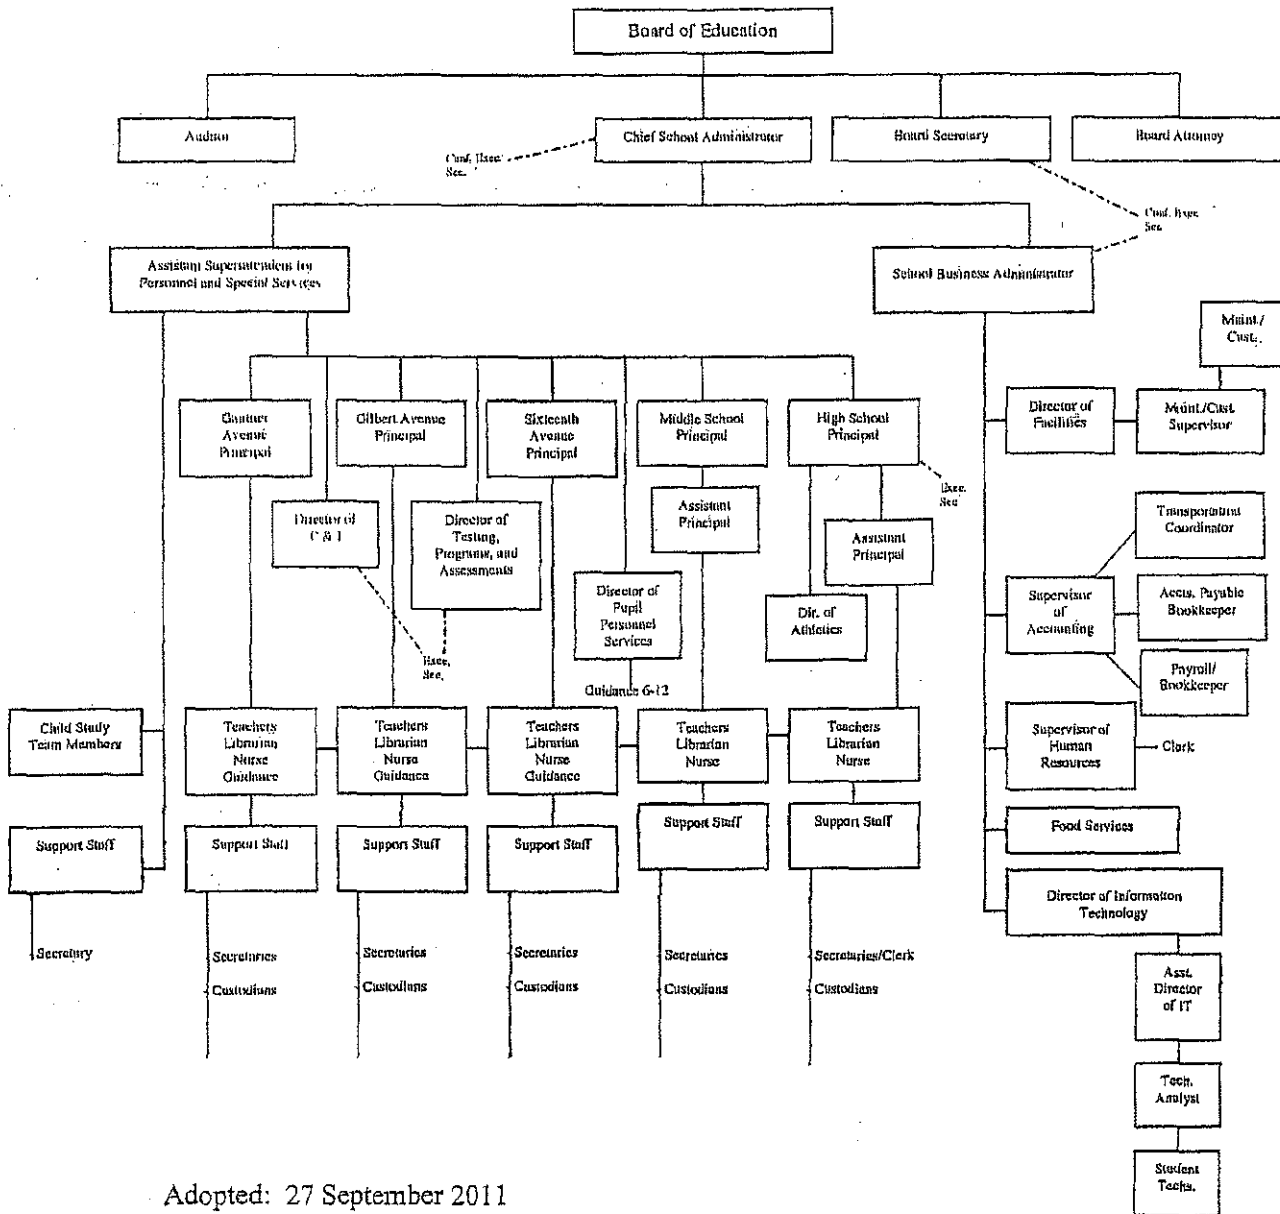 Board of Education
Auditor
Chief School Administrator
Board Secretary
Board Attorney
Conf. Exec.
Sec.
Conf. Exec.
Sec.
Assistant Superintendent for
Personnel and Special Services
School Business Administrator
Maint./
Cust.
Gantner
Avenue
Principal
Gilbert Avenue
Principal
Sixteenth
Avenue
Principal
Middle School
Principal
High School
Principal
Director of
Facilities
Maint./Cust.
Supervisor
Exec.
Sec.
Director of
C & I
Director of
Testing,
Programs, and
Assessments
Assistant
Principal
Assistant
Principal
Transportation
Coordinator
Director of
Pupil
Personnel
Services
Dir. of
Athletics
Supervisor
of
Accounting
Accts. Payable
Bookkeeper
Exec.
Sec.
Guidance 6-12
Payroll/
Bookkeeper
Child Study
Team Members
Teachers
Librarian
Nurse
Guidance
Teachers
Librarian
Nurse
Guidance
Teachers
Librarian
Nurse
Guidance
Teachers
Librarian
Nurse
Teachers
Librarian
Nurse
Supervisor of
Human
Resources
Clerk
Support Staff
Support Staff
Support Staff
Support Staff
Support Staff
Support Staff
Food Services
Director of Information
Technology
Secretary
Secretaries
Secretaries
Secretaries
Secretaries
Secretaries/Clerk
Custodians
Custodians
Custodians
Custodians
Custodians
Asst.
Director
of IT
Tech.
Analyst
Student
Techs.
Adopted: 27 September 2011